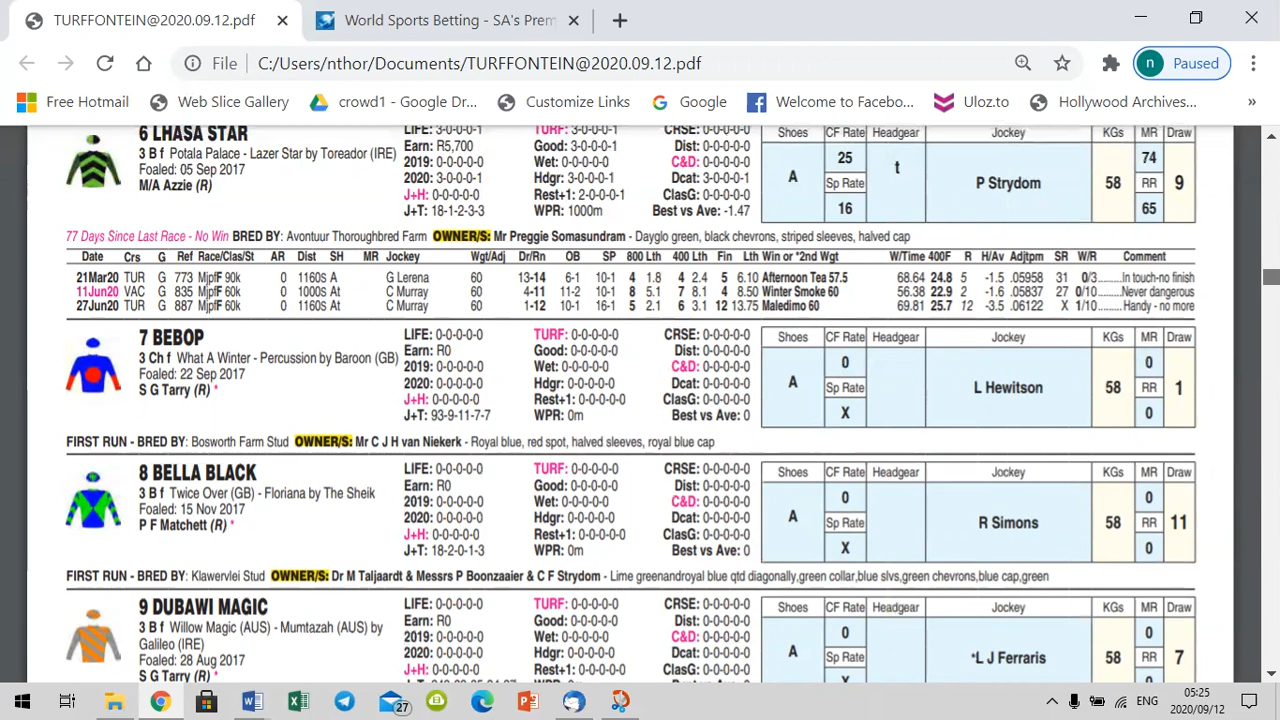 TURFFONTEIN@2020.09.12.pdf
World Sports Betting - SA's Prem
File C:/Users/nthor/Documents/TURFFONTEIN@2020.09.12.pdf
n Paused
Free Hotmail Web Slice Gallery crowd1 - Google Dr... Customize Links Google Welcome to Facebo... Uloz.to Hollywood Archives... »
6 LHASA STAR
3 B f Potala Palace - Lazer Star by Toreador (IRE)
Foaled: 05 Sep 2017
M/A Azzie (R)
LIFE: 3-0-0-0-1 TURF: 3-0-0-0-1 CRSE: 0-0-0-0-0
Earn: R5,700 Good: 3-0-0-0-1 Dist: 0-0-0-0-0
2019: 0-0-0-0-0 Wet: 0-0-0-0-0 C&D: 0-0-0-0-0
2020: 3-0-0-0-1 Hdgr: 3-0-0-0-1 Dcat: 3-0-0-0-1
J+H: 0-0-0-0-0 Rest+1: 2-0-0-0-1 ClasG: 0-0-0-0-0
J+T: 18-1-2-3-3 WPR: 1000m Best vs Ave: -1.47
Shoes CF Rate Headgear Jockey KGs MR Draw
25 74
A Sp Rate t P Strydom 58 RR 9
16 65
77 Days Since Last Race - No Win BRED BY: Avontuur Thoroughbred Farm OWNER/S: Mr Preggie Somasundram - Dayglo green, black chevrons, striped sleeves, halved cap
Date Crs G Race/Clas/St AR Dist SH MR Jockey Wgt/Adj Dr/Rn OB SP 800 Lth 400 Lth Fin Lth Win or *2nd Wgt W/Time 400F R H/Av Adjtpm SR W/R Comment
21Mar20 TUR G 773 MjpfF 90k 0 1160S A G Lerena 60 13-14 6-1 10-1 4 1.8 4 2.4 5 6.10 Afternoon Tea 57.5 68.64 24.8 5 -1.5 .05958 31 0/3 ........In touch-no finish
11Jun20 VAC G 835 MjpfF 60k 0 1000S At C Murray 60 4-11 11-2 10-1 8 5.1 7 8.1 4 8.50 Winter Smoke 60 56.38 22.9 2 -1.6 .05837 27 0/10 ..........Never dangerous
27Jun20 TUR G 887 MjpfF 60k 0 1160S At C Murray 60 1-12 10-1 16-1 5 2.1 6 3.1 12 13.75 Maledimo 60 69.81 25.7 12 -3.5 .06122 X 0/10 ........Handy - no more
7 BEBOP
3 Ch f What A Winter - Percussion by Baroon (GB)
Foaled: 22 Sep 2017
S G Tarry (R) *
LIFE: 0-0-0-0-0 TURF: 0-0-0-0-0 CRSE: 0-0-0-0-0
Earn: R0 Good: 0-0-0-0-0 Dist: 0-0-0-0-0
2019: 0-0-0-0-0 Wet: 0-0-0-0-0 C&D: 0-0-0-0-0
2020: 0-0-0-0-0 Hdgr: 0-0-0-0-0 Dcat: 0-0-0-0-0
J+H: 0-0-0-0-0 Rest+1: 0-0-0-0-0 ClasG: 0-0-0-0-0
J+T: 93-9-11-7-7 WPR: 0m Best vs Ave: 0
Shoes CF Rate Headgear Jockey KGs MR Draw
0 0
A Sp Rate L Hewitson 58 RR 1
X 0
FIRST RUN - BRED BY: Bosworth Farm Stud OWNER/S: Mr C J H van Niekerk - Royal blue, red spot, halved sleeves, royal blue cap
8 BELLA BLACK
3 B f Twice Over (GB) - Floriana by The Sheik
Foaled: 15 Nov 2017
P F Matchett (R) *
LIFE: 0-0-0-0-0 TURF: 0-0-0-0-0 CRSE: 0-0-0-0-0
Earn: R0 Good: 0-0-0-0-0 Dist: 0-0-0-0-0
2019: 0-0-0-0-0 Wet: 0-0-0-0-0 C&D: 0-0-0-0-0
2020: 0-0-0-0-0 Hdgr: 0-0-0-0-0 Dcat: 0-0-0-0-0
J+H: 0-0-0-0-0 Rest+1: 0-0-0-0-0 ClasG: 0-0-0-0-0
J+T: 18-2-0-1-3 WPR: 0m Best vs Ave: 0
Shoes CF Rate Headgear Jockey KGs MR Draw
0 0
A Sp Rate R Simons 58 RR 11
X 0
FIRST RUN - BRED BY: Klawervlei Stud OWNER/S: Dr M Taljaardt & Messrs P Boonzaaier & C F Strydom - Lime greenandroyal blue qtd diagonally,green collar,blue slvs,green chevrons,blue cap,green
9 DUBAWI MAGIC
3 B f Willow Magic (AUS) - Mumtazah (AUS) by
Galileo (IRE)
Foaled: 28 Aug 2017
S G Tarry (R) *
LIFE: 0-0-0-0-0 TURF: 0-0-0-0-0 CRSE: 0-0-0-0-0
Earn: R0 Good: 0-0-0-0-0 Dist: 0-0-0-0-0
2019: 0-0-0-0-0 Wet: 0-0-0-0-0 C&D: 0-0-0-0-0
2020: 0-0-0-0-0 Hdgr: 0-0-0-0-0 Dcat: 0-0-0-0-0
J+H: 0-0-0-0-0 Rest+1: 0-0-0-0-0 ClasG: 0-0-0-0-0
Shoes CF Rate Headgear Jockey KGs MR Draw
0 0
A Sp Rate *L J Ferraris 58 RR 7
27
ENG
05:25
2020/09/12